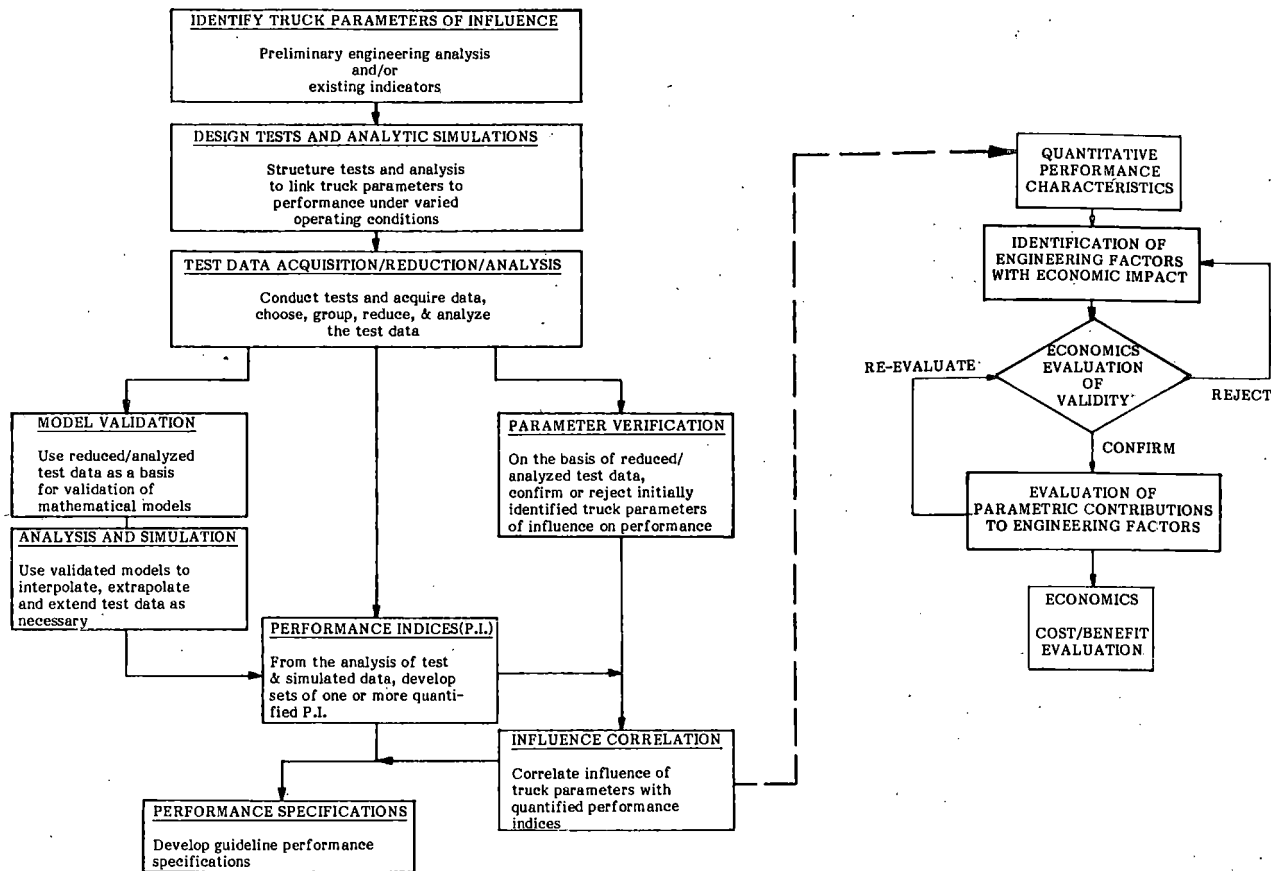 IDENTIFY TRUCK PARAMETERS OF INFLUENCE
Preliminary engineering analysis
and/or
existing indicators
DESIGN TESTS AND ANALYTIC SIMULATIONS
Structure tests and analysis
to link truck parameters to
performance under varied
operating conditions
TEST DATA ACQUISITION/REDUCTION/ANALYSIS
Conduct tests and acquire data,
choose, group, reduce, & analyze
the test data
MODEL VALIDATION
Use reduced/analyzed
test data as a basis
for validation of
mathematical models
ANALYSIS AND SIMULATION
Use validated models to
interpolate, extrapolate
and extend test data as
necessary
PARAMETER VERIFICATION
On the basis of reduced/
analyzed test data,
confirm or reject initially
identified truck parameters
of influence on performance
PERFORMANCE INDICES(P.I.)
From the analysis of test
& simulated data, develop
sets of one or more quanti-
fied P.I.
INFLUENCE CORRELATION
Correlate influence of
truck parameters with
quantified performance
indices
PERFORMANCE SPECIFICATIONS
Develop guideline performance
specifications
QUANTITATIVE
PERFORMANCE
CHARACTERISTICS
IDENTIFICATION OF
ENGINEERING FACTORS
WITH ECONOMIC IMPACT
ECONOMICS
EVALUATION
OF
VALIDITY
RE-EVALUATE
REJECT
CONFIRM
EVALUATION OF
PARAMETRIC CONTRIBUTIONS
TO ENGINEERING FACTORS
ECONOMICS
COST/BENEFIT
EVALUATION